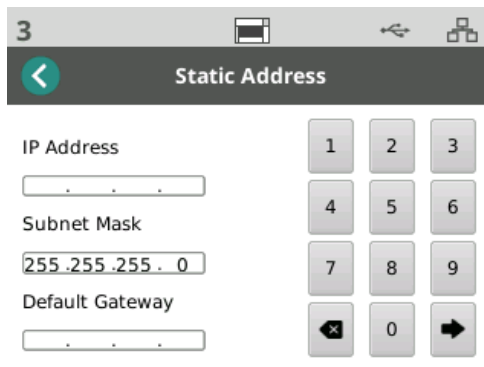 3
Static Address
IP Address
. . .
Subnet Mask
255 .255 .255 . 0
Default Gateway
. . .
1 2 3
4 5 6
7 8 9
0